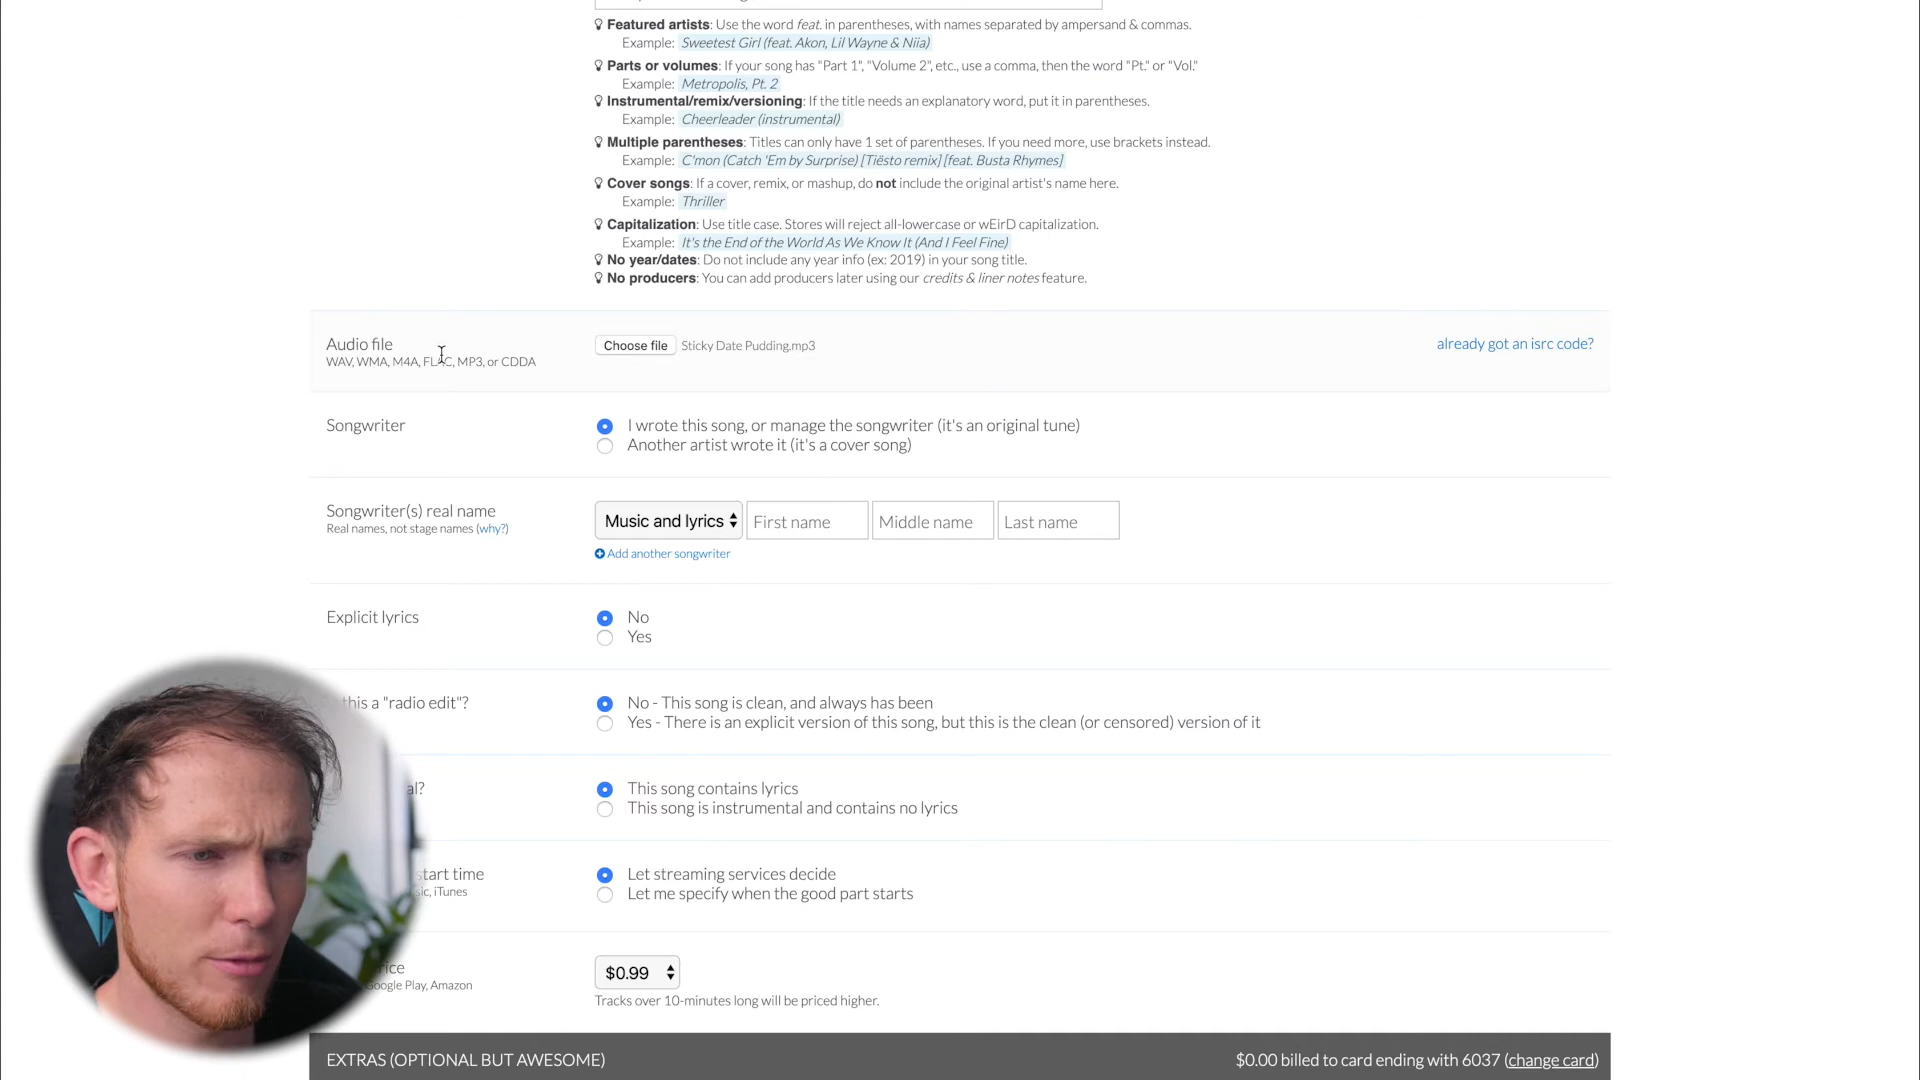 Featured artists: Use the word feat. in parentheses, with names separated by ampersand & commas.
Example: Sweetest Girl (feat. Akon, Lil Wayne & Niia)
Parts or volumes: If your song has "Part 1", "Volume 2", etc., use a comma, then the word "Pt." or "Vol."
Example: Metropolis, Pt. 2
Instrumental/remix/versioning: If the title needs an explanatory word, put it in parentheses.
Example: Cheerleader (instrumental)
Multiple parentheses: Titles can only have 1 set of parentheses. If you need more, use brackets instead.
Example: C'mon (Catch 'Em by Surprise) [Tiësto remix] [feat. Busta Rhymes]
Cover songs: If a cover, remix, or mashup, do not include the original artist's name here.
Example: Thriller
Capitalization: Use title case. Stores will reject all-lowercase or wEirD capitalization.
Example: It's the End of the World As We Know It (And I Feel Fine)
No year/dates: Do not include any year info (ex: 2019) in your song title.
No producers: You can add producers later using our credits & liner notes feature.
Audio file
WAV, WMA, M4A, FLAC, MP3, or CDDA
Choose file Sticky Date Pudding.mp3
already got an isrc code?
Songwriter
I wrote this song, or manage the songwriter (it's an original tune)
Another artist wrote it (it's a cover song)
Songwriter(s) real name
Real names, not stage names (why?)
Music and lyrics First name Middle name Last name
Add another songwriter
Explicit lyrics
No
Yes
this a "radio edit"?
No - This song is clean, and always has been
Yes - There is an explicit version of this song, but this is the clean (or censored) version of it
al?
This song contains lyrics
This song is instrumental and contains no lyrics
start time
sic, iTunes
Let streaming services decide
Let me specify when the good part starts
rice
Google Play, Amazon
$0.99
Tracks over 10-minutes long will be priced higher.
EXTRAS (OPTIONAL BUT AWESOME)
$0.00 billed to card ending with 6037 (change card)